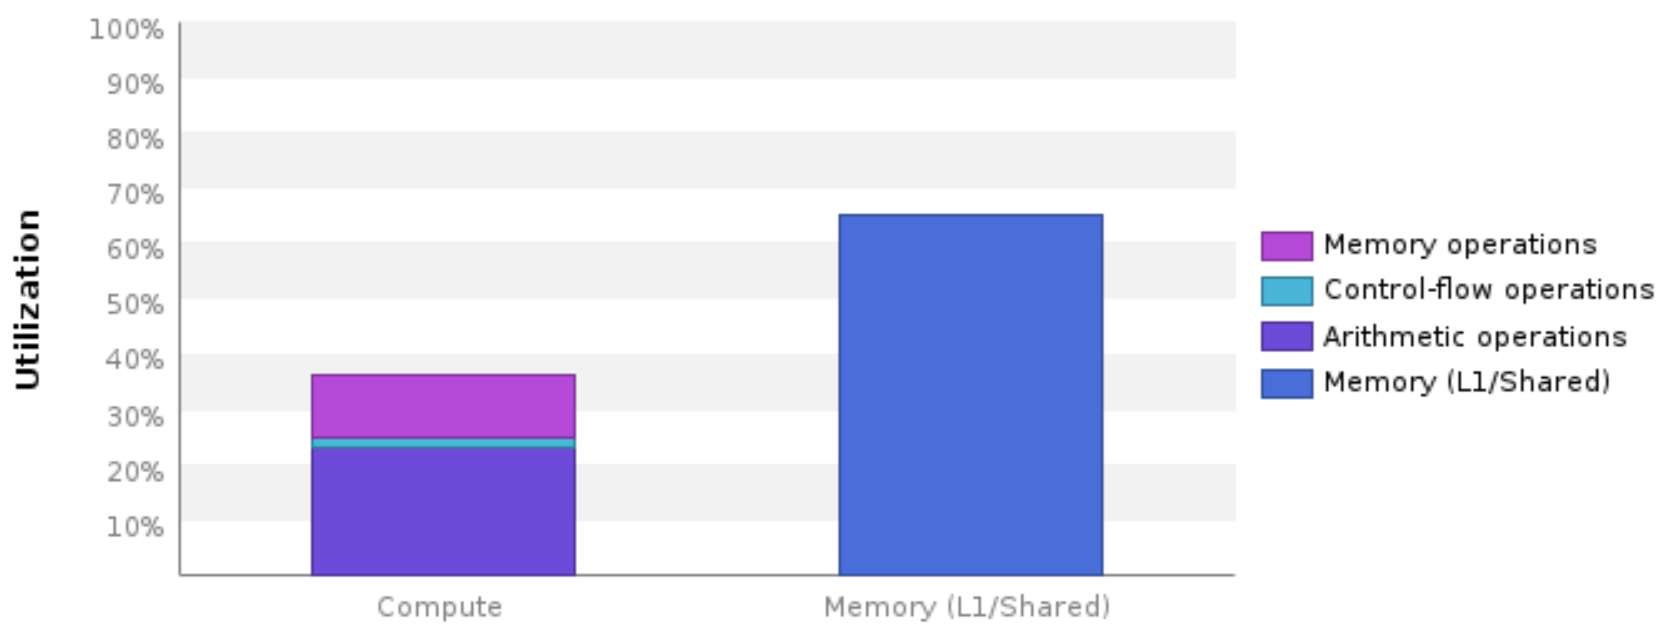 100%
90%
80%
70%
60%
50%
40%
30%
20%
10%
Utilization
Compute
Memory (L1/Shared)
Memory operations
Control-flow operations
Arithmetic operations
Memory (L1/Shared)